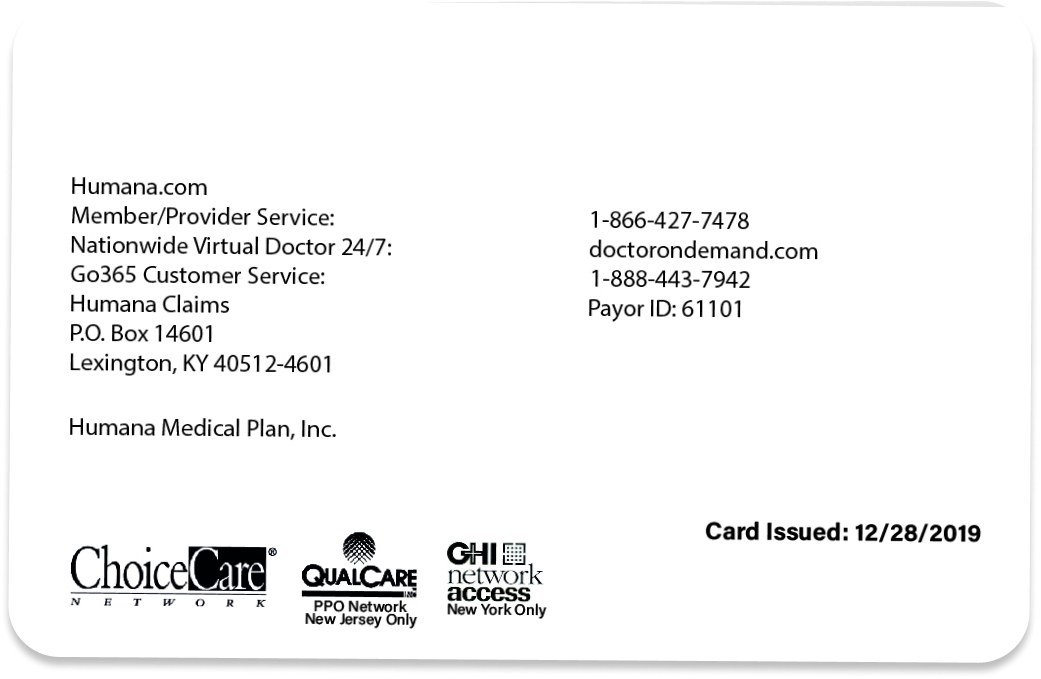 Humana.com
Member/Provider Service: 1-866-427-7478
Nationwide Virtual Doctor 24/7: doctorondemand.com
Go365 Customer Service: 1-888-443-7942
Humana Claims Payor ID: 61101
P.O. Box 14601
Lexington, KY 40512-4601
Humana Medical Plan, Inc.
Card Issued: 12/28/2019
ChoiceCare®
NETWORK
QUALCARE
PPO Network
New Jersey Only
GHI
network
access
New York Only